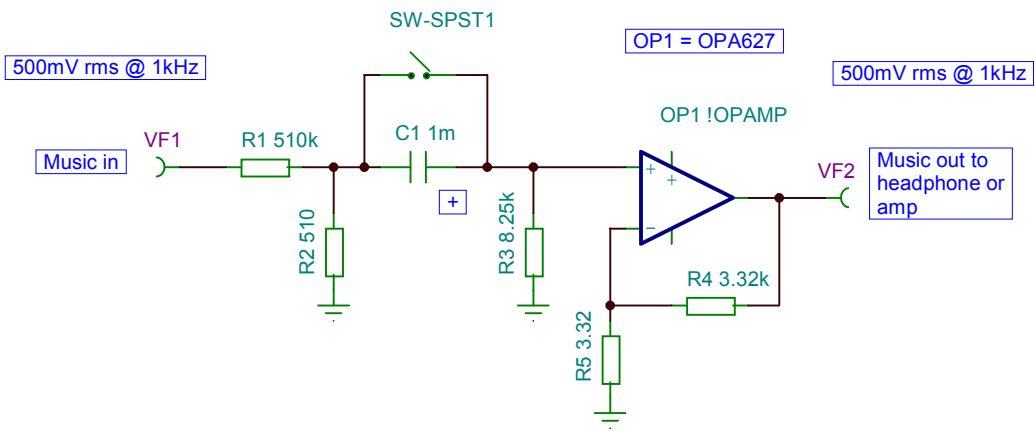 SW-SPST1
OP1 = OPA627
500mV rms @ 1kHz
500mV rms @ 1kHz
OP1 !OPAMP
VF1
R1 510k
C1 1m
Music in
+
+
+
-
VF2
Music out to
headphone or
amp
R2 510
R3 8.25k
R4 3.32k
R5 3.32